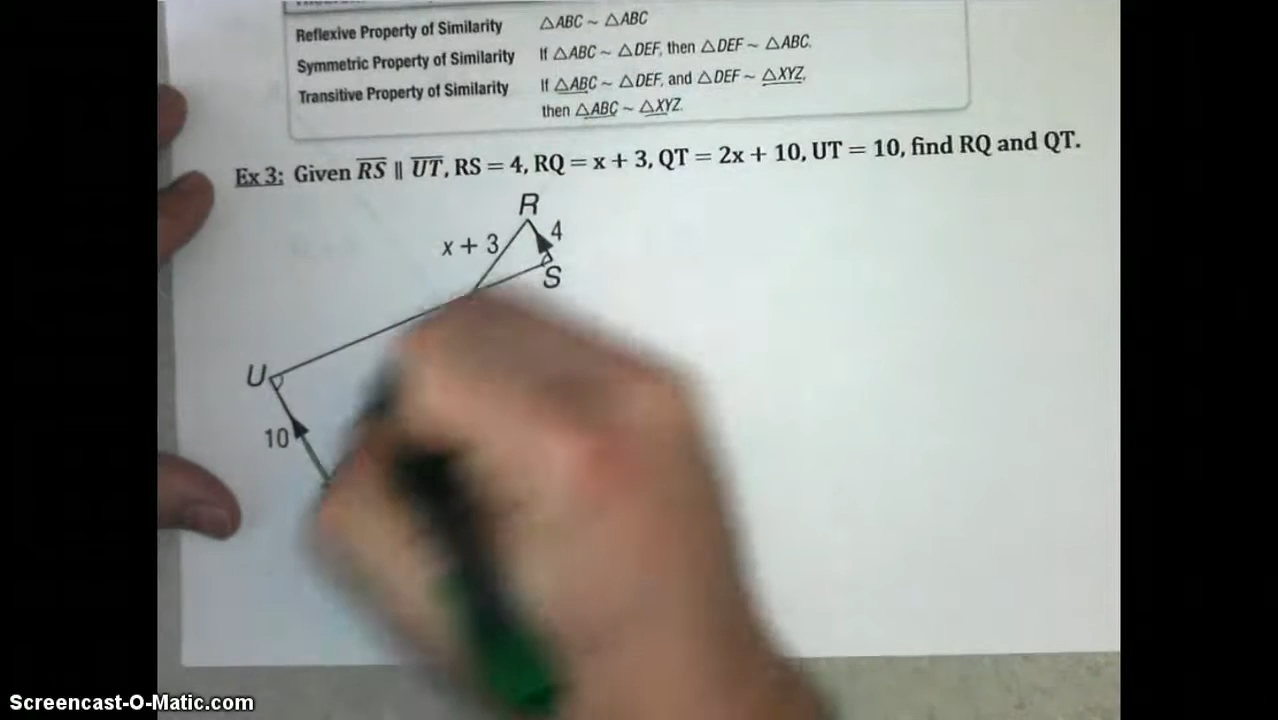 Reflexive Property of Similarity △ABC ~ △ABC
Symmetric Property of Similarity If △ABC ~ △DEF, then △DEF ~ △ABC.
Transitive Property of Similarity If △ABC ~ △DEF, and △DEF ~ △XYZ,
then △ABC ~ △XYZ.
Ex 3: Given R̅S̅ ∥ U̅T̅, RS = 4, RQ = x + 3, QT = 2x + 10, UT = 10, find RQ and QT.
R
x + 3
4
S
U
10
Screencast-O-Matic.com